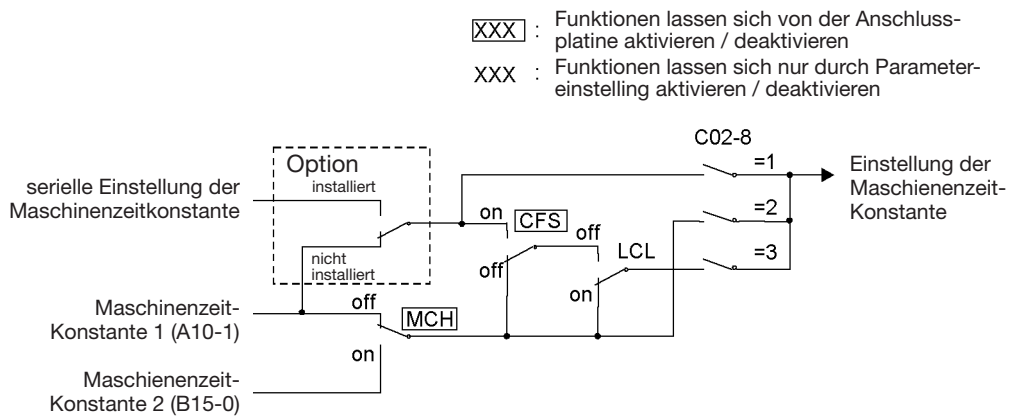 XXX : Funktionen lassen sich von der Anschluss-
platine aktivieren / deaktivieren
XXX : Funktionen lassen sich nur durch Parameter-
einstelling aktivieren / deaktivieren
C02-8
Option
installiert
=1
Einstellung der
Maschienenzeit-
Konstante
serielle Einstellung der
Maschinenzeitkonstante
on
CFS
=2
off
LCL
=3
nicht
installiert
off
on
Maschinenzeit-
Konstante 1 (A10-1)
off
MCH
on
Maschienenzeit-
Konstante 2 (B15-0)